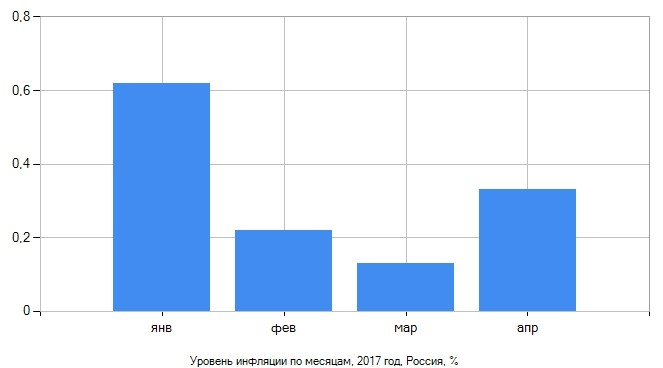 0,8
0,6
0,4
0,2
0
янв
фев
мар
апр
Уровень инфляции по месяцам, 2017 год, Россия, %